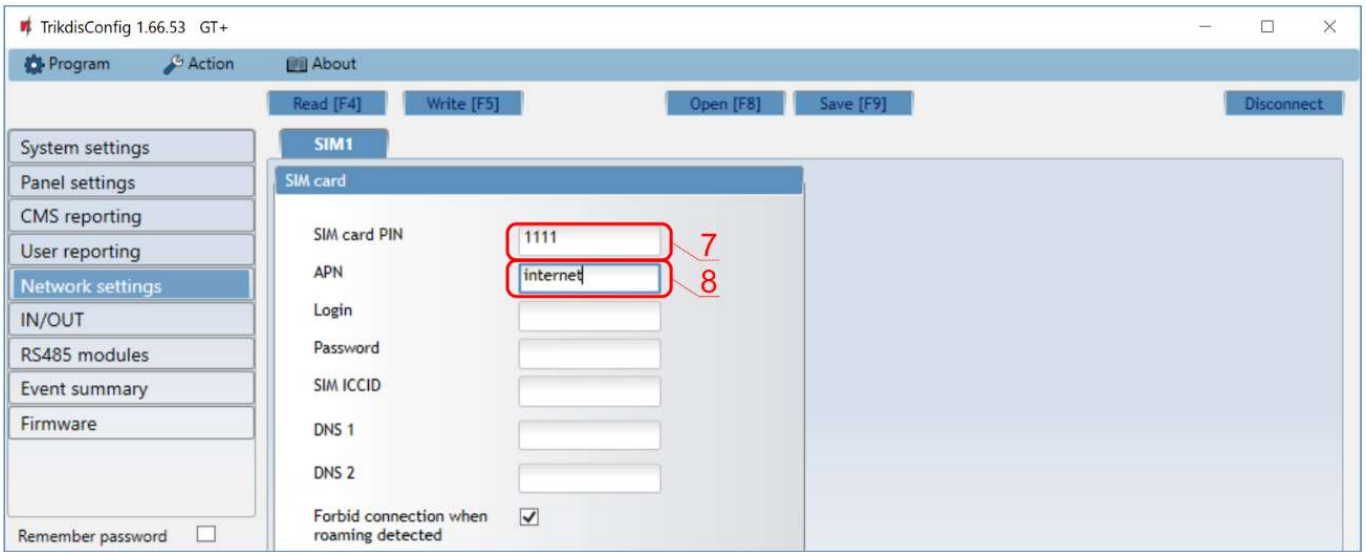 TrikdisConfig 1.66.53 GT+
Program Action About
Read [F4] Write [F5] Open [F8] Save [F9] Disconnect
System settings
Panel settings
CMS reporting
User reporting
Network settings
IN/OUT
RS485 modules
Event summary
Firmware
Remember password
SIM1
SIM card
SIM card PIN 1111 7
APN internet 8
Login
Password
SIM ICCID
DNS 1
DNS 2
Forbid connection when
roaming detected